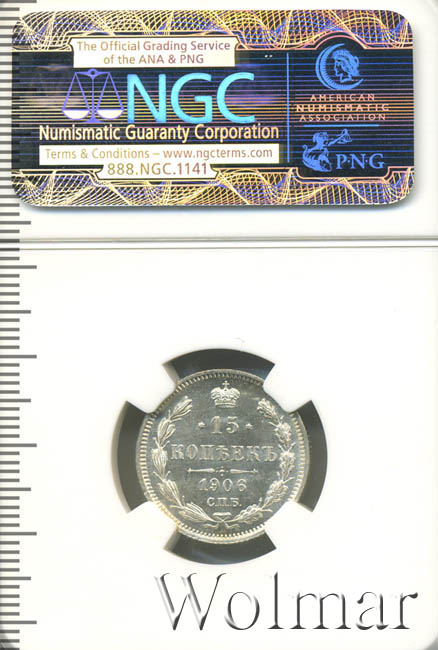 The Official Grading Service
of the ANA & PNG
NGC
Numismatic Guaranty Corporation
Terms & Conditions – www.ngcterms.com
888.NGC.1141
AMERICAN
NUMISMATIC
ASSOCIATION
PNG
15
КОПѢЕКЪ
1906
С.П.Б.
Wolmar